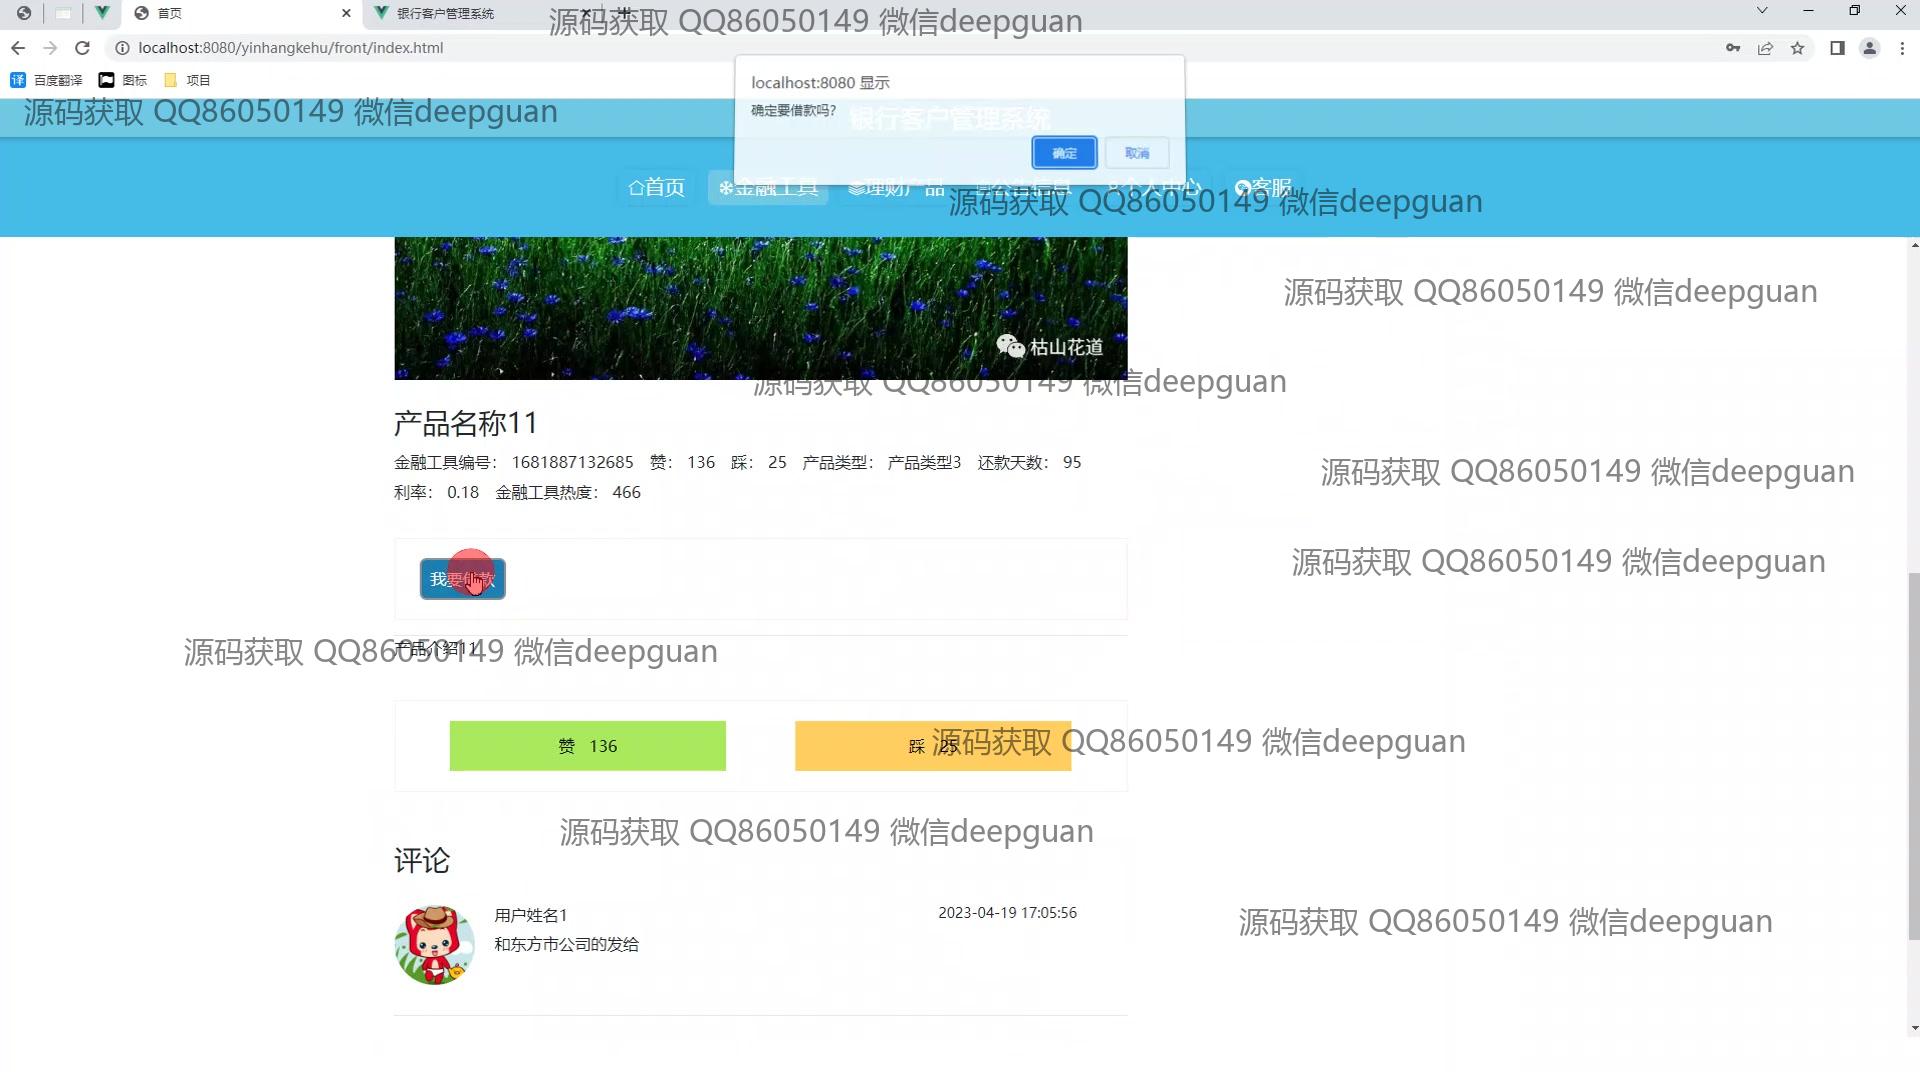 首页
银行客户管理系统
源码获取 QQ86050149 微信deepguan
localhost:8080/yinhangkehu/front/index.html
译 百度翻译 图标 项目
源码获取 QQ86050149 微信deepguan
localhost:8080 显示
确定要借款吗?
银行客户管理系统
确定 取消
首页 金融工具 理财产品 公告信息 个人中心 客服
源码获取 QQ86050149 微信deepguan
源码获取 QQ86050149 微信deepguan
枯山花道
源码获取 QQ86050149 微信deepguan
产品名称11
金融工具编号: 1681887132685 赞: 136 踩: 25 产品类型: 产品类型3 还款天数: 95
源码获取 QQ86050149 微信deepguan
利率: 0.18 金融工具热度: 466
源码获取 QQ86050149 微信deepguan
我要借款
产品介绍11
源码获取 QQ86050149 微信deepguan
赞 136
踩 25
源码获取 QQ86050149 微信deepguan
源码获取 QQ86050149 微信deepguan
评论
用户姓名1
2023-04-19 17:05:56
源码获取 QQ86050149 微信deepguan
和东方市公司的发给